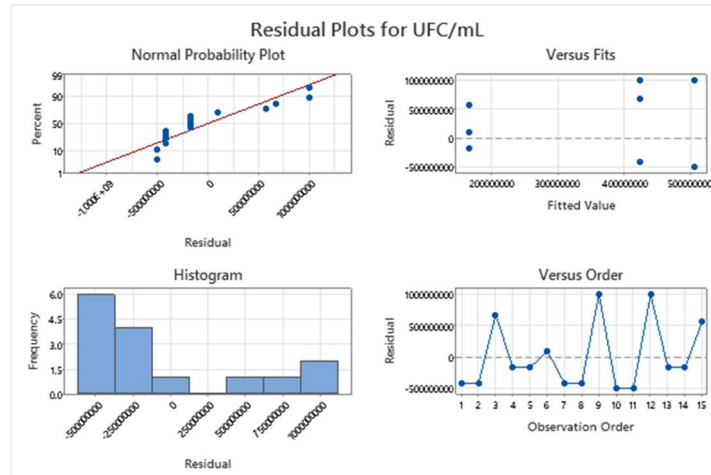 Residual Plots for UFC/mL
Normal Probability Plot
99
90
50
10
1
Percent
-1.000E+09
-500000000
0
500000000
1000000000
Residual
Versus Fits
1000000000
500000000
0
-500000000
Residual
200000000
300000000
400000000
500000000
Fitted Value
Histogram
6.0
4.5
3.0
1.5
0.0
Frequency
-500000000
-250000000
0
250000000
500000000
750000000
1000000000
Residual
Versus Order
1000000000
500000000
0
-500000000
Residual
1 2 3 4 5 6 7 8 9 10 11 12 13 14 15
Observation Order